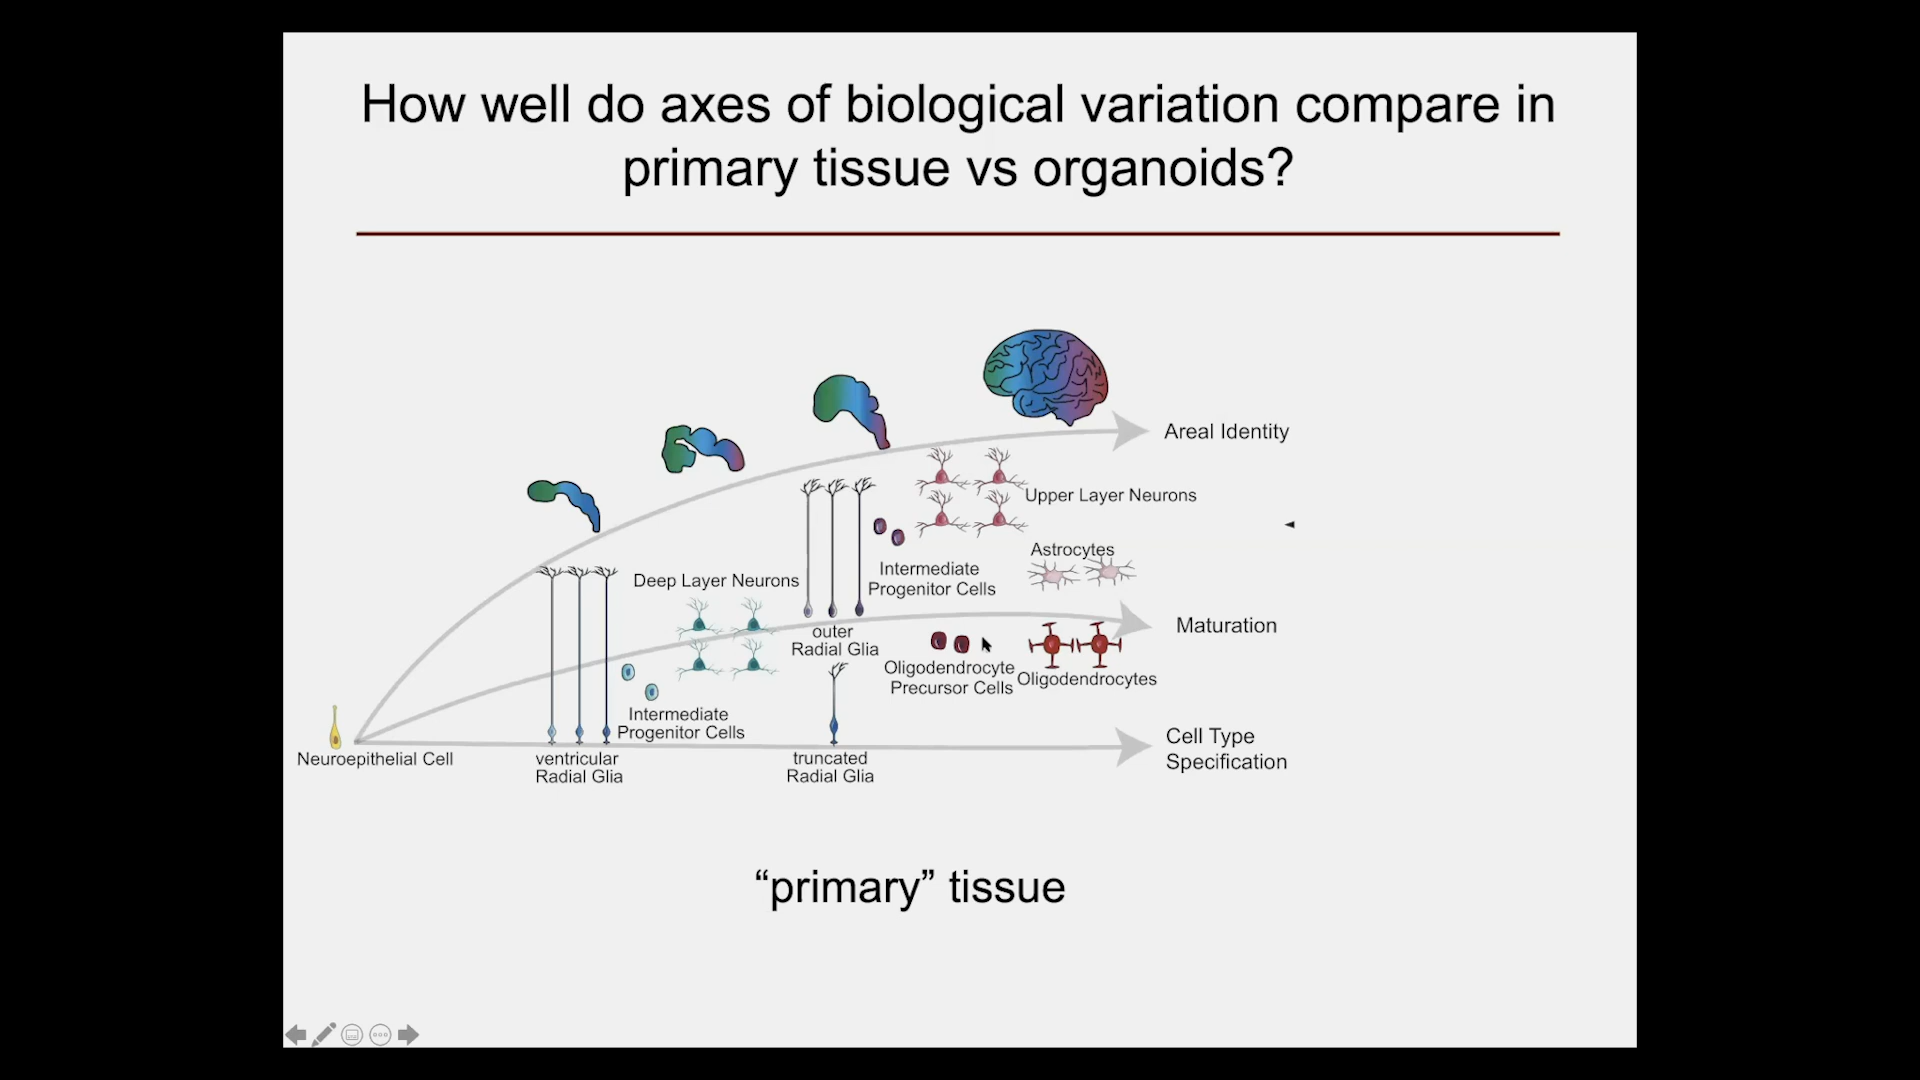 How well do axes of biological variation compare in
primary tissue vs organoids?
Areal Identity
Upper Layer Neurons
Astrocytes
Intermediate
Progenitor Cells
Deep Layer Neurons
outer
Radial Glia
Maturation
Oligodendrocyte
Precursor Cells
Oligodendrocytes
Intermediate
Progenitor Cells
Neuroepithelial Cell
ventricular
Radial Glia
truncated
Radial Glia
Cell Type
Specification
“primary” tissue